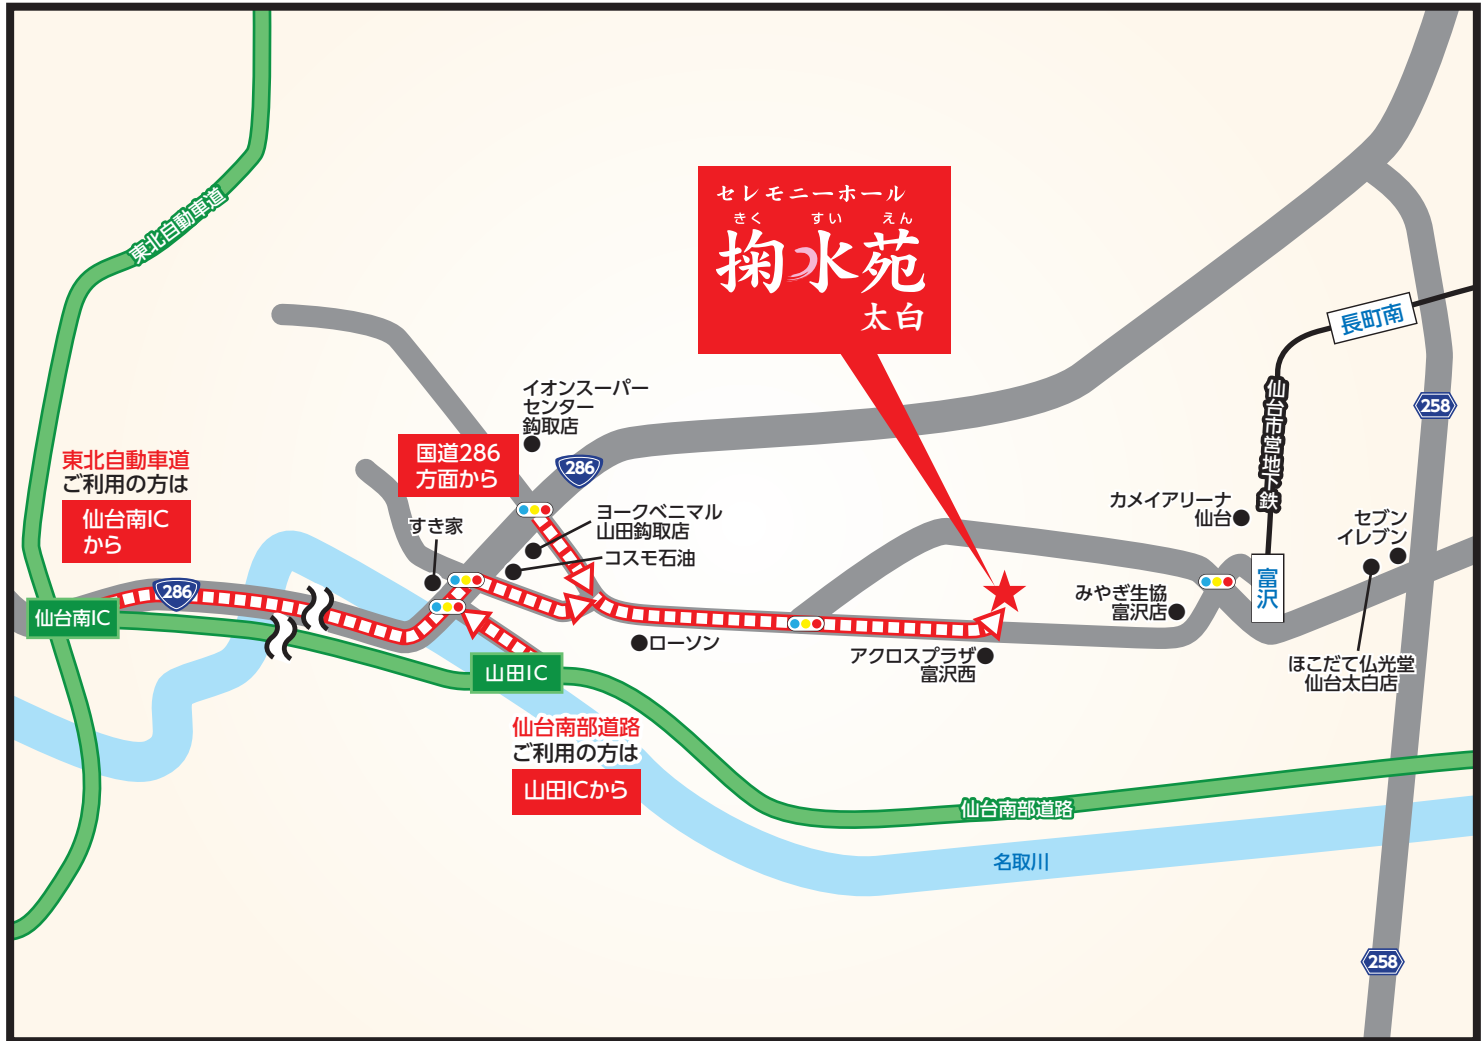 セレモニーホール
きく すい えん
掬水苑
太白
東北自動車道
長町南
258
仙台市営地下鉄
イオンスーパー
センター
鈎取店
国道286
方面から
286
東北自動車道
ご利用の方は
仙台南IC
から
すき家
ヨークベニマル
山田鈎取店
コスモ石油
カメイアリーナ
仙台
セブン
イレブン
富沢
みやぎ生協
富沢店
286
仙台南IC
ローソン
アクロスプラザ
富沢西
山田IC
ほこだて仏光堂
仙台太白店
仙台南部道路
ご利用の方は
山田ICから
仙台南部道路
名取川
258